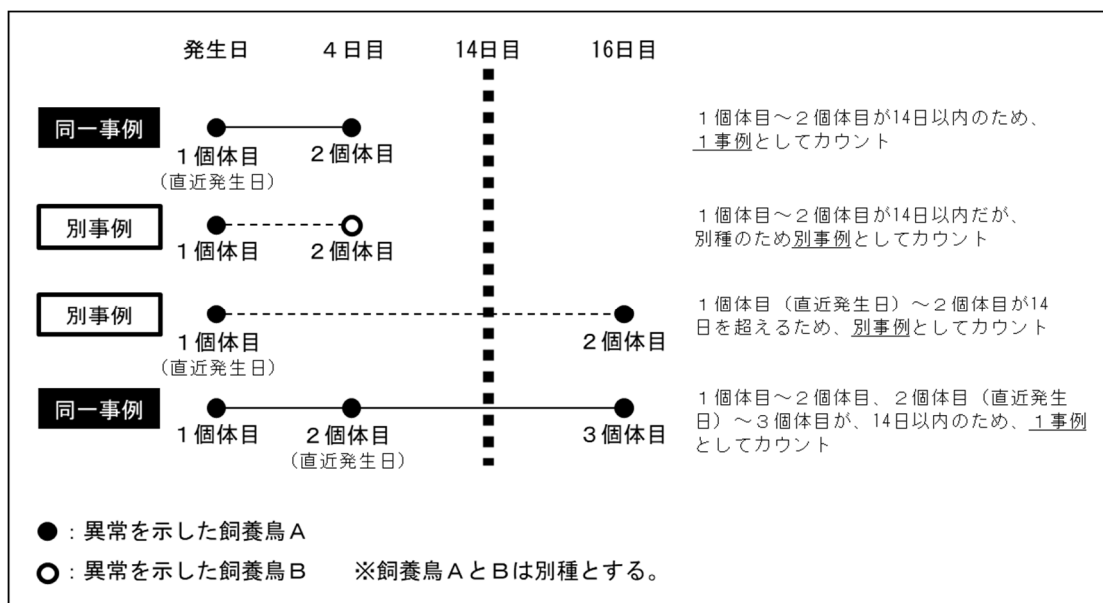 発生日　４日目　14日目　16日目
同一事例
１個体目　２個体目
（直近発生日）
１個体目～２個体目が14日以内のため、
１事例としてカウント
別事例
１個体目　２個体目
１個体目～２個体目が14日以内だが、
別種のため別事例としてカウント
別事例
１個体目　２個体目
（直近発生日）
１個体目（直近発生日）～２個体目が14
日を超えるため、別事例としてカウント
同一事例
１個体目　２個体目　３個体目
（直近発生日）
１個体目～２個体目、２個体目（直近発生
日）～３個体目が、14日以内のため、１事例
としてカウント
●：異常を示した飼養鳥Ａ
○：異常を示した飼養鳥Ｂ　※飼養鳥ＡとＢは別種とする。